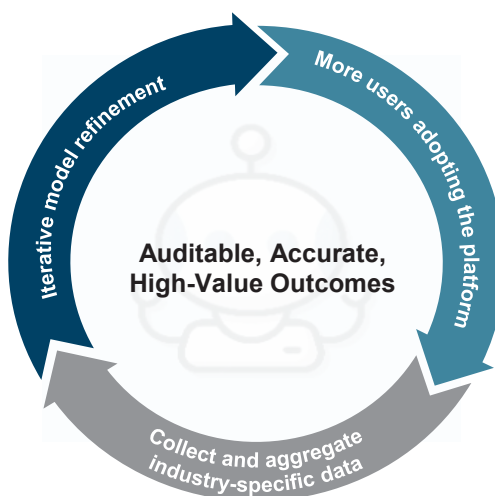 More users adopting the platform
Iterative model refinement
Auditable, Accurate,
High-Value Outcomes
Collect and aggregate
industry-specific data